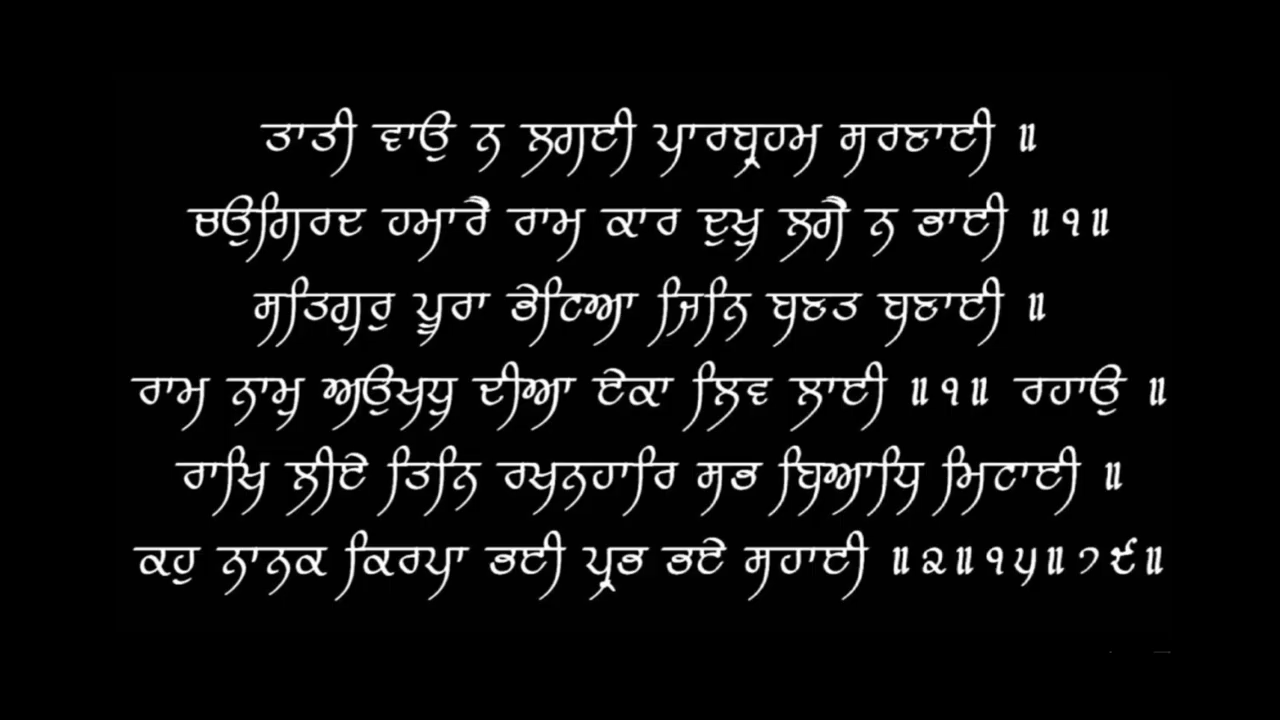 ਤਾਤੀ ਵਾਉ ਨ ਲਗਈ ਪਾਰਬ੍ਰਹਮ ਸਰਣਾਈ ॥
ਚਉਗਿਰਦ ਹਮਾਰੈ ਰਾਮ ਕਾਰ ਦੁਖੁ ਲਗੈ ਨ ਭਾਈ ॥੧॥
ਸਤਿਗੁਰੁ ਪੂਰਾ ਭੇਟਿਆ ਜਿਨਿ ਬਣਤ ਬਣਾਈ ॥
ਰਾਮ ਨਾਮੁ ਅਉਖਧੁ ਦੀਆ ਏਕਾ ਲਿਵ ਲਾਈ ॥੧॥ ਰਹਾਉ ॥
ਰਾਖਿ ਲੀਏ ਤਿਨਿ ਰਖਨਹਾਰਿ ਸਭ ਬਿਆਧਿ ਮਿਟਾਈ ॥
ਕਹੁ ਨਾਨਕ ਕਿਰਪਾ ਭਈ ਪ੍ਰਭ ਭਏ ਸਹਾਈ ॥੨॥੧੫॥੭੯॥